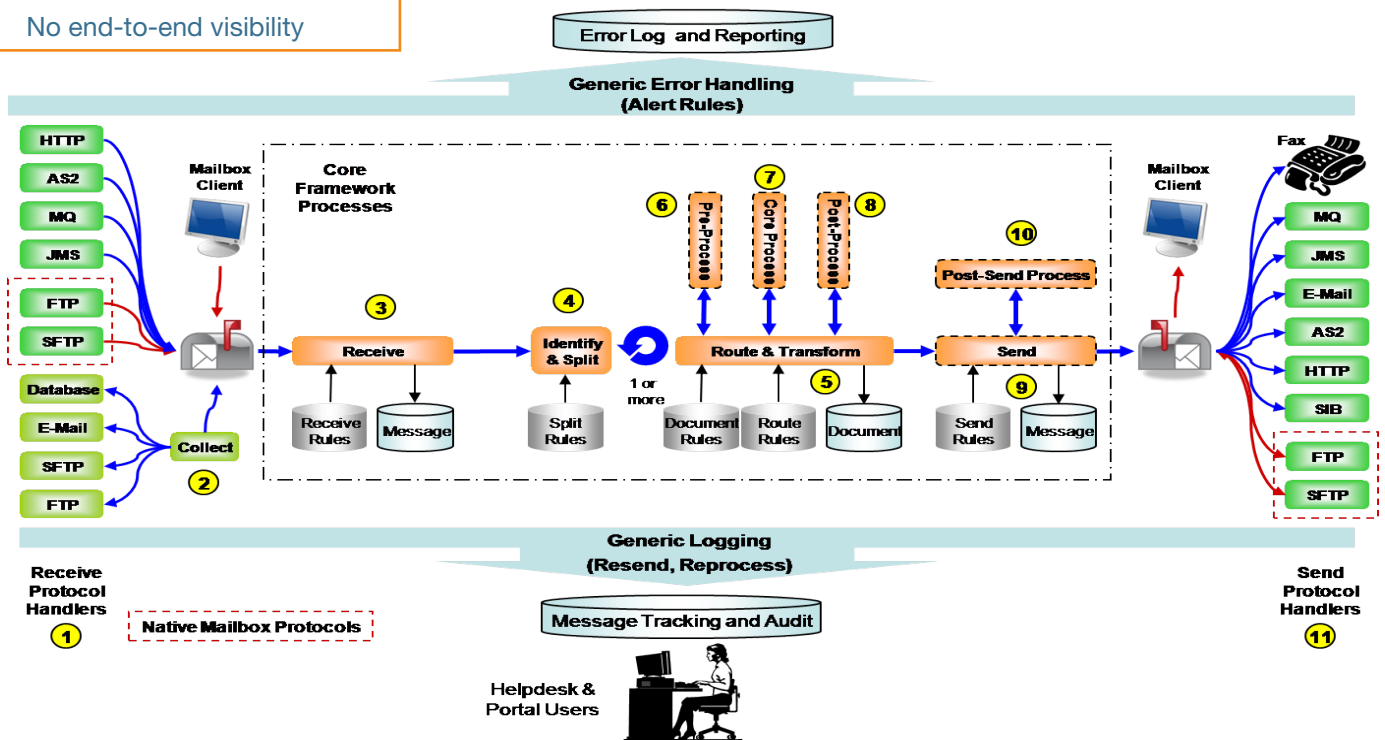 No end-to-end visibility
Error Log and Reporting
Generic Error Handling
(Alert Rules)
HTTP
AS2
MQ
JMS
FTP
SFTP
Database
E-Mail
SFTP
FTP
Mailbox
Client
Collect
2
Core
Framework
Processes
3
Receive
Receive
Rules
Message
4
Identify
& Split
1 or
more
Split
Rules
6
Pre-Process
7
Core Process
8
Post-Process
Route & Transform
5
Document
Rules
Route
Rules
Document
10
Post-Send Process
Send
9
Send
Rules
Message
Mailbox
Client
Fax
MQ
JMS
E-Mail
AS2
HTTP
SIB
FTP
SFTP
Generic Logging
(Resend, Reprocess)
Receive
Protocol
Handlers
1
Native Mailbox Protocols
Message Tracking and Audit
Helpdesk &
Portal Users
Send
Protocol
Handlers
11